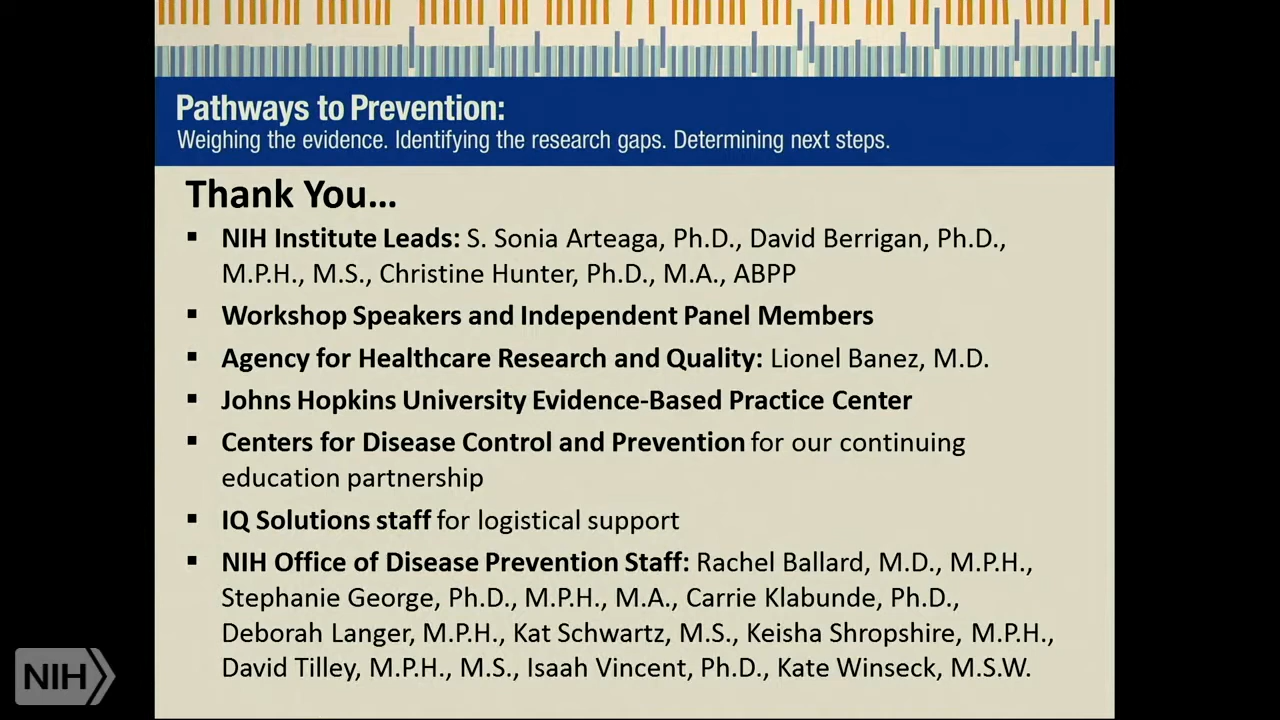 Pathways to Prevention:
Weighing the evidence. Identifying the research gaps. Determining next steps.
Thank You...
▪ NIH Institute Leads: S. Sonia Arteaga, Ph.D., David Berrigan, Ph.D.,
M.P.H., M.S., Christine Hunter, Ph.D., M.A., ABPP
▪ Workshop Speakers and Independent Panel Members
▪ Agency for Healthcare Research and Quality: Lionel Banez, M.D.
▪ Johns Hopkins University Evidence-Based Practice Center
▪ Centers for Disease Control and Prevention for our continuing
education partnership
▪ IQ Solutions staff for logistical support
▪ NIH Office of Disease Prevention Staff: Rachel Ballard, M.D., M.P.H.,
Stephanie George, Ph.D., M.P.H., M.A., Carrie Klabunde, Ph.D.,
Deborah Langer, M.P.H., Kat Schwartz, M.S., Keisha Shropshire, M.P.H.,
David Tilley, M.P.H., M.S., Isaah Vincent, Ph.D., Kate Winseck, M.S.W.
NIH